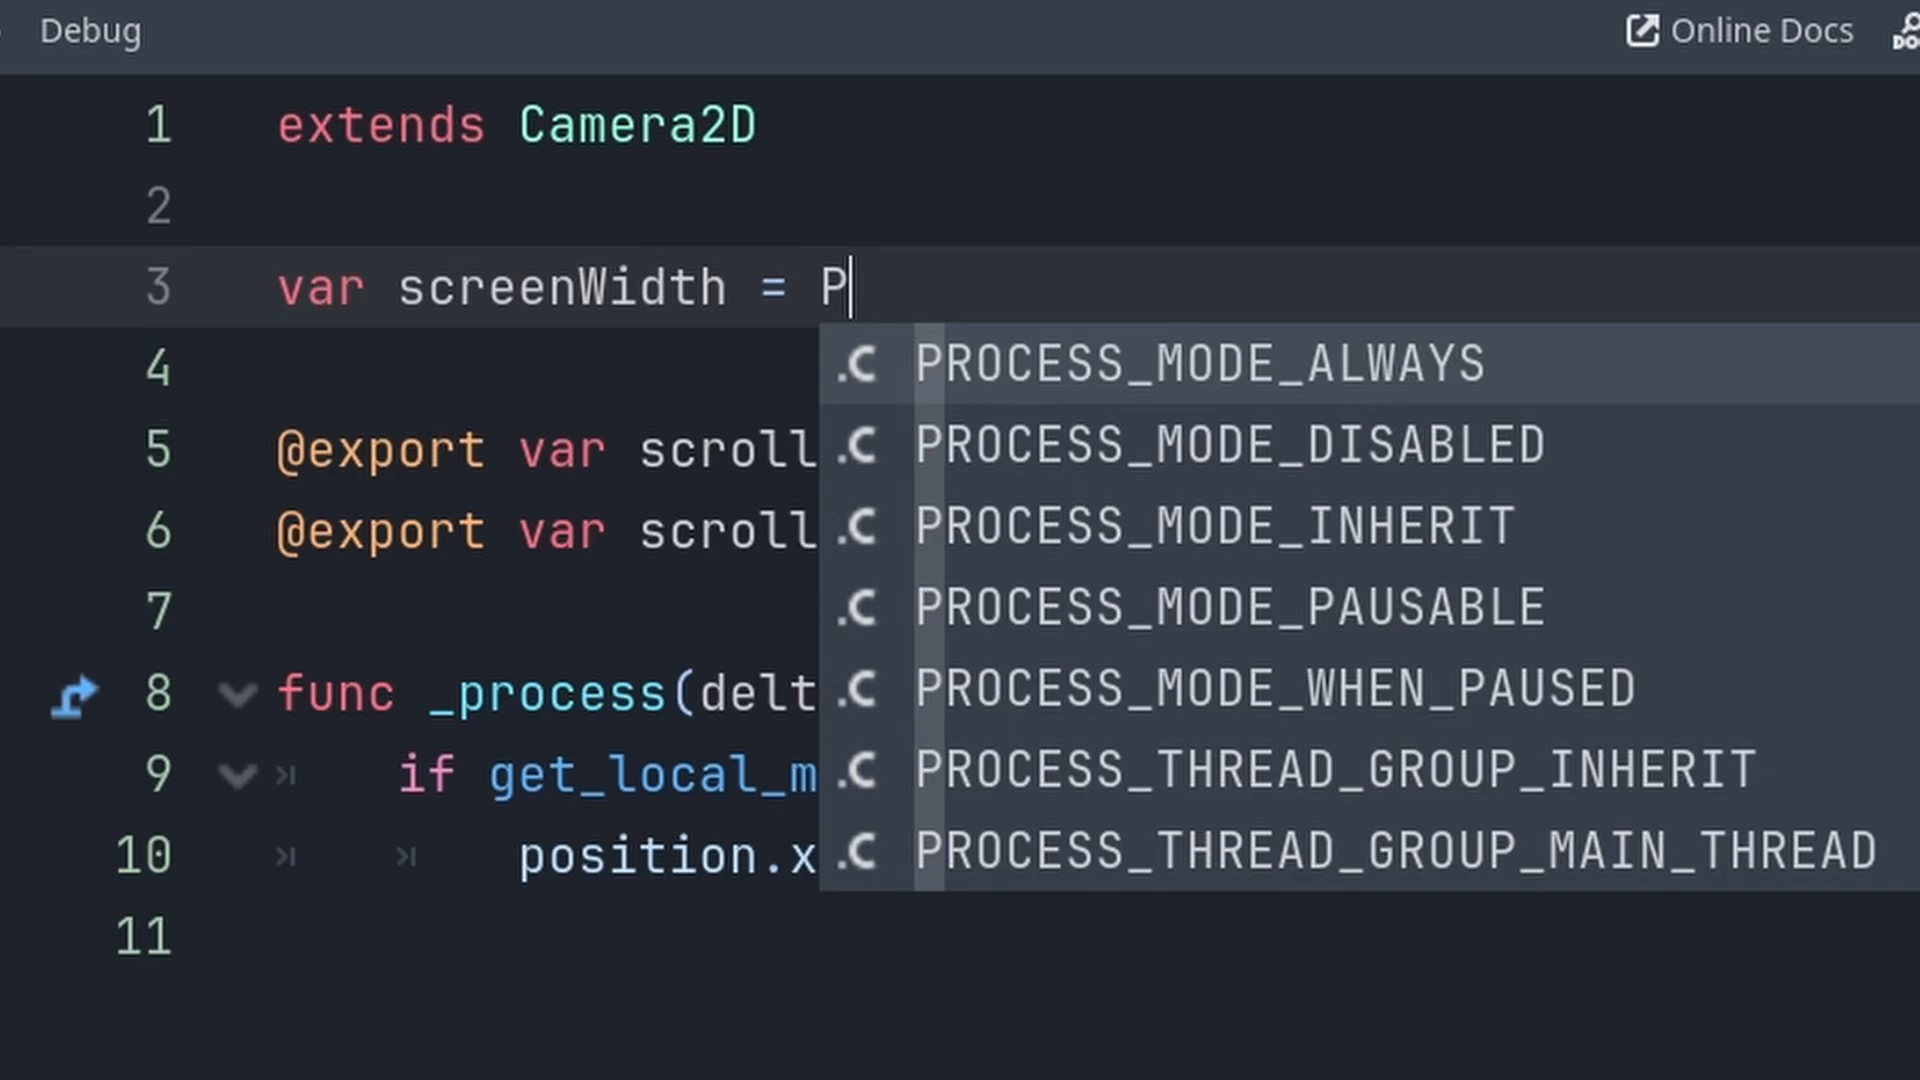 Debug
Online Docs
1 extends Camera2D
2
3 var screenWidth = P
.C PROCESS_MODE_ALWAYS
4
.C PROCESS_MODE_DISABLED
5 @export var scroll
.C PROCESS_MODE_INHERIT
6 @export var scroll
.C PROCESS_MODE_PAUSABLE
7
.C PROCESS_MODE_WHEN_PAUSED
8 func _process(delt
.C PROCESS_THREAD_GROUP_INHERIT
9 if get_local_m
.C PROCESS_THREAD_GROUP_MAIN_THREAD
10 position.x
11